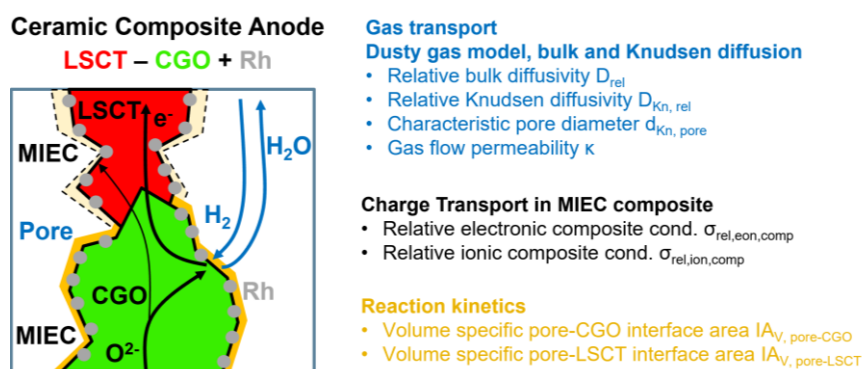 Ceramic Composite Anode
LSCT – CGO + Rh
LSCT
e-
MIEC
H2O
Pore
H2
CGO
Rh
MIEC
O2-
Gas transport
Dusty gas model, bulk and Knudsen diffusion
• Relative bulk diffusivity Drel
• Relative Knudsen diffusivity DKn, rel
• Characteristic pore diameter dKn, pore
• Gas flow permeability κ
Charge Transport in MIEC composite
• Relative electronic composite cond. σrel,eon,comp
• Relative ionic composite cond. σrel,ion,comp
Reaction kinetics
• Volume specific pore-CGO interface area IAV, pore-CGO
• Volume specific pore-LSCT interface area IAV, pore-LSCT